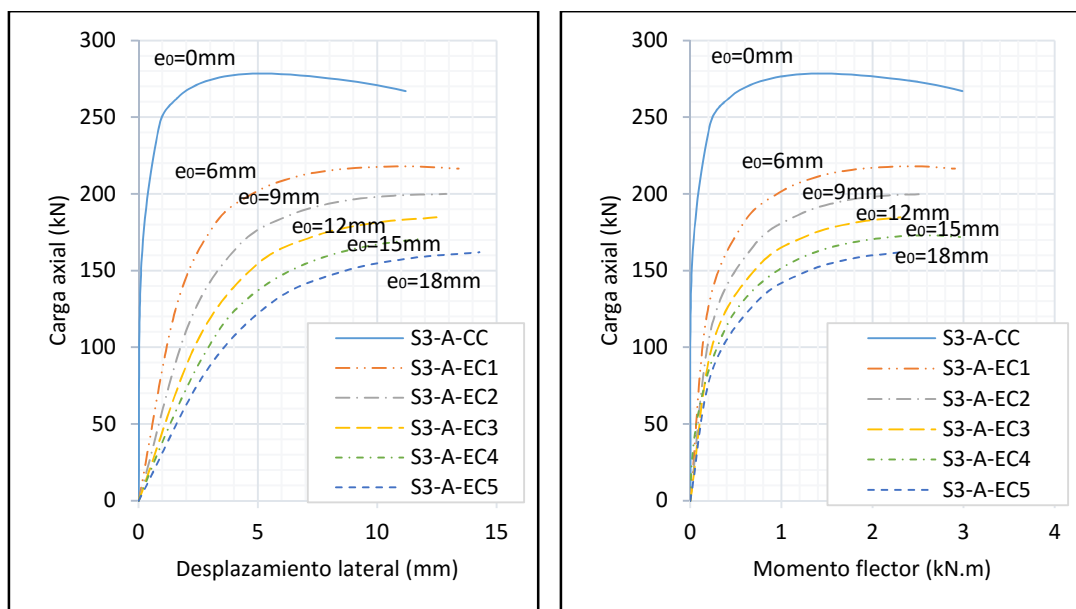 300
250
200
150
100
50
0
Carga axial (kN)
e₀=0mm
e₀=6mm
e₀=9mm
e₀=12mm
e₀=15mm
e₀=18mm
S3-A-CC
S3-A-EC1
S3-A-EC2
S3-A-EC3
S3-A-EC4
S3-A-EC5
0 5 10 15
Desplazamiento lateral (mm)
300
250
200
150
100
50
0
Carga axial (kN)
e₀=0mm
e₀=6mm
e₀=9mm
e₀=12mm
e₀=15mm
e₀=18mm
S3-A-CC
S3-A-EC1
S3-A-EC2
S3-A-EC3
S3-A-EC4
S3-A-EC5
0 1 2 3 4
Momento flector (kN.m)